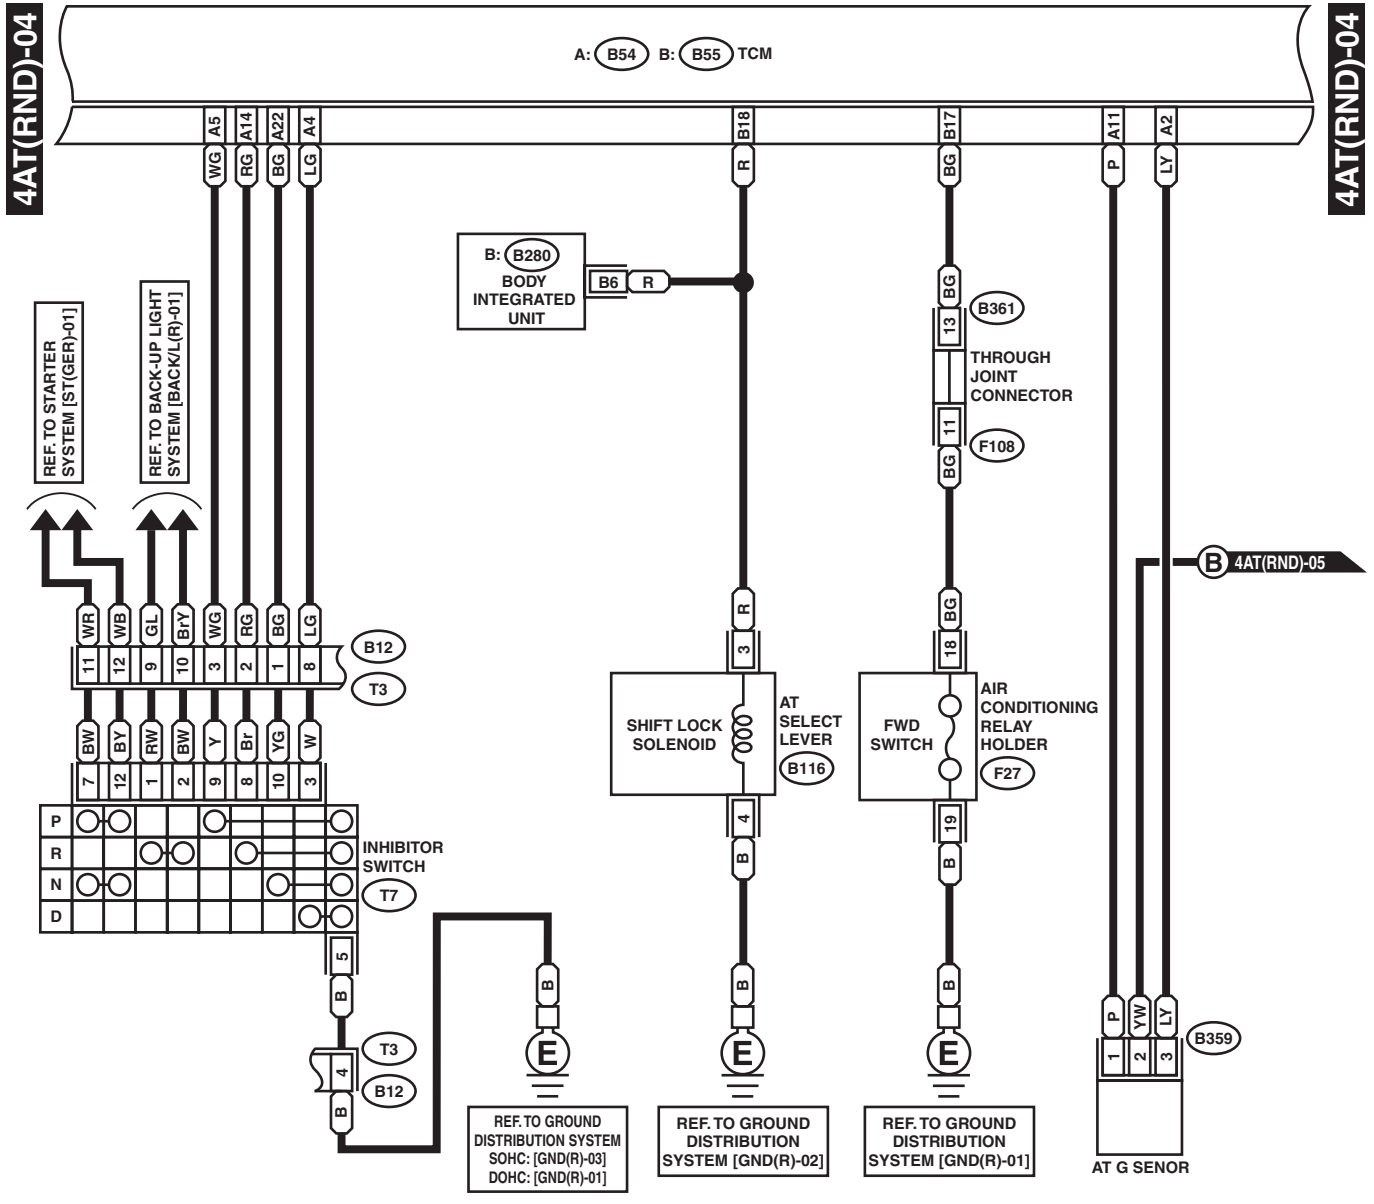 4AT(RND)-04
4AT(RND)-04
A: B54 B: B55 TCM
A5
A14
A22
A4
B18
B17
A11
A2
WG
RG
BG
LG
R
BG
P
LY
B: B280
BODY
INTEGRATED
UNIT
B6
R
BG
B361
13
THROUGH
JOINT
CONNECTOR
11
F108
BG
REF. TO STARTER
SYSTEM [ST(GER)-01]
REF. TO BACK-UP LIGHT
SYSTEM [BACK/L(R)-01]
B 4AT(RND)-05
WR
WB
GL
BrY
WG
RG
BG
LG
R
BG
11
12
9
10
3
2
1
8
B12
T3
3
18
BW
BY
RW
BW
Y
Br
YG
W
SHIFT LOCK
SOLENOID
AT
SELECT
LEVER
B116
FWD
SWITCH
AIR
CONDITIONING
RELAY
HOLDER
F27
7
12
1
2
9
8
10
3
4
19
P
R
N
D
INHIBITOR
SWITCH
T7
B
B
5
B
B
B
B
T3
4
B12
B
E
E
E
P
YW
LY
1
2
3
B359
AT G SENOR
REF. TO GROUND
DISTRIBUTION SYSTEM
SOHC: [GND(R)-03]
DOHC: [GND(R)-01]
REF. TO GROUND
DISTRIBUTION
SYSTEM [GND(R)-02]
REF. TO GROUND
DISTRIBUTION
SYSTEM [GND(R)-01]